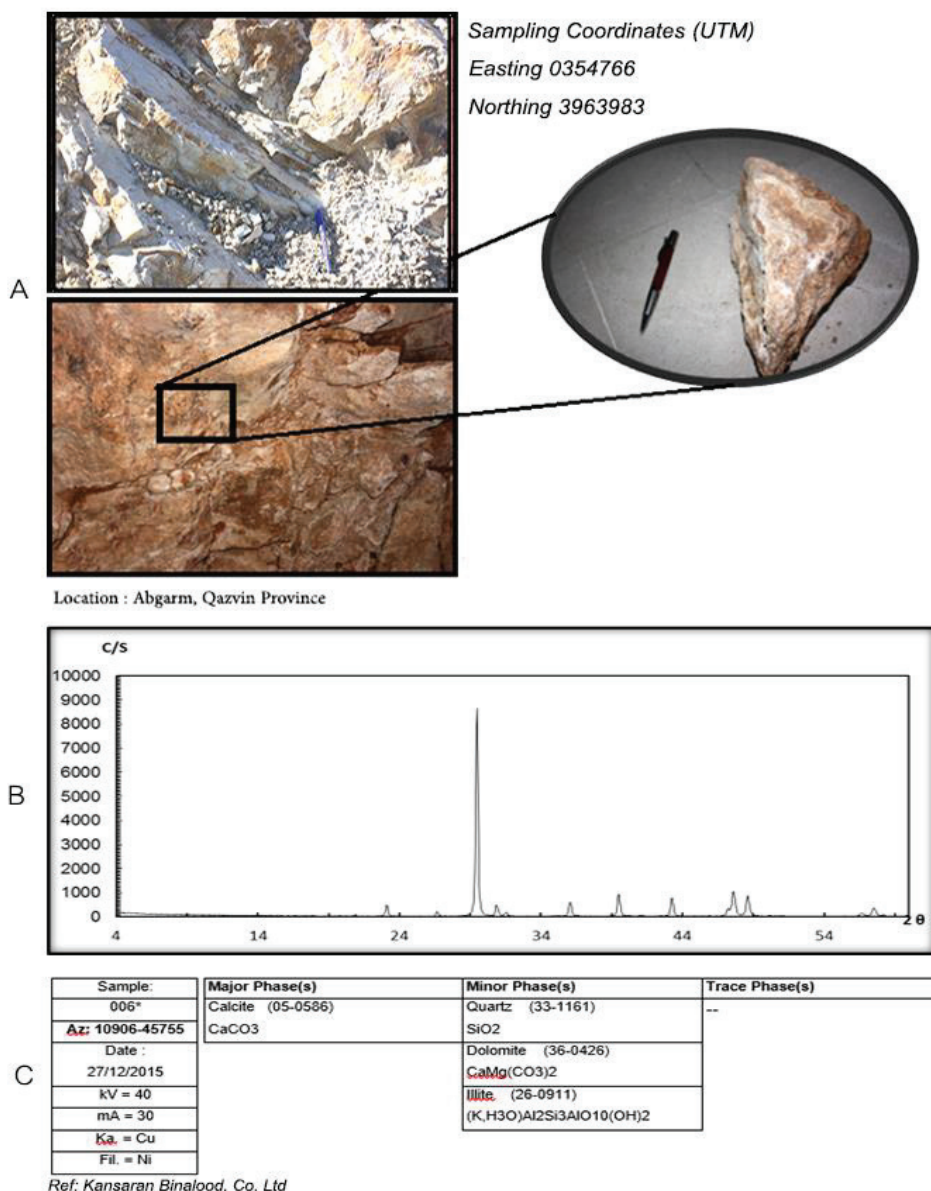 Sampling Coordinates (UTM)
Easting 0354766
Northing 3963983
A
Location : Abgarm, Qazvin Province
B
C/S
10000
9000
8000
7000
6000
5000
4000
3000
2000
1000
0
4 14 24 34 44 54
2 θ
C
Sample:
006*
Az: 10906-45755
Date :
27/12/2015
kV = 40
mA = 30
Ka. = Cu
Fil. = Ni
Major Phase(s)
Calcite (05-0586)
CaCO3
Minor Phase(s)
Quartz (33-1161)
SiO2
Dolomite (36-0426)
CaMg(CO3)2
Illite (26-0911)
(K,H3O)Al2Si3AlO10(OH)2
Trace Phase(s)
--
Ref: Kansaran Binalood, Co. Ltd